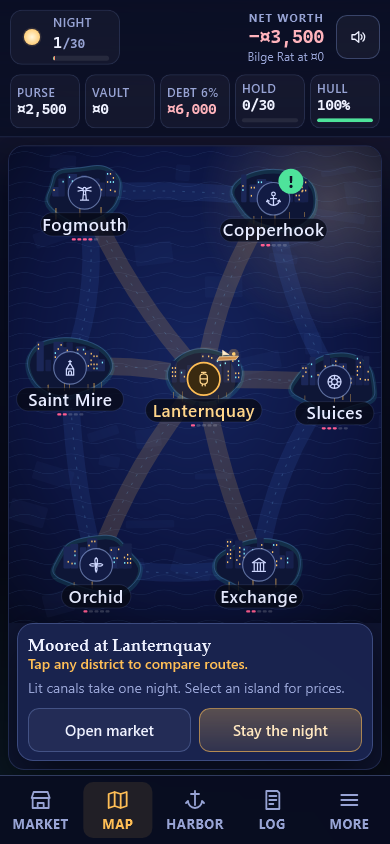 NIGHT
1/30
NET WORTH
−¤3,500
Bilge Rat at ¤0
PURSE
¤2,500
VAULT
¤0
DEBT 6%
¤6,000
HOLD
0/30
HULL
100%
!
Fogmouth
Copperhook
Saint Mire
Lanternquay
Sluices
Orchid
Exchange
Moored at Lanternquay
Tap any district to compare routes.
Lit canals take one night. Select an island for prices.
Open market
Stay the night
MARKET
MAP
HARBOR
LOG
MORE